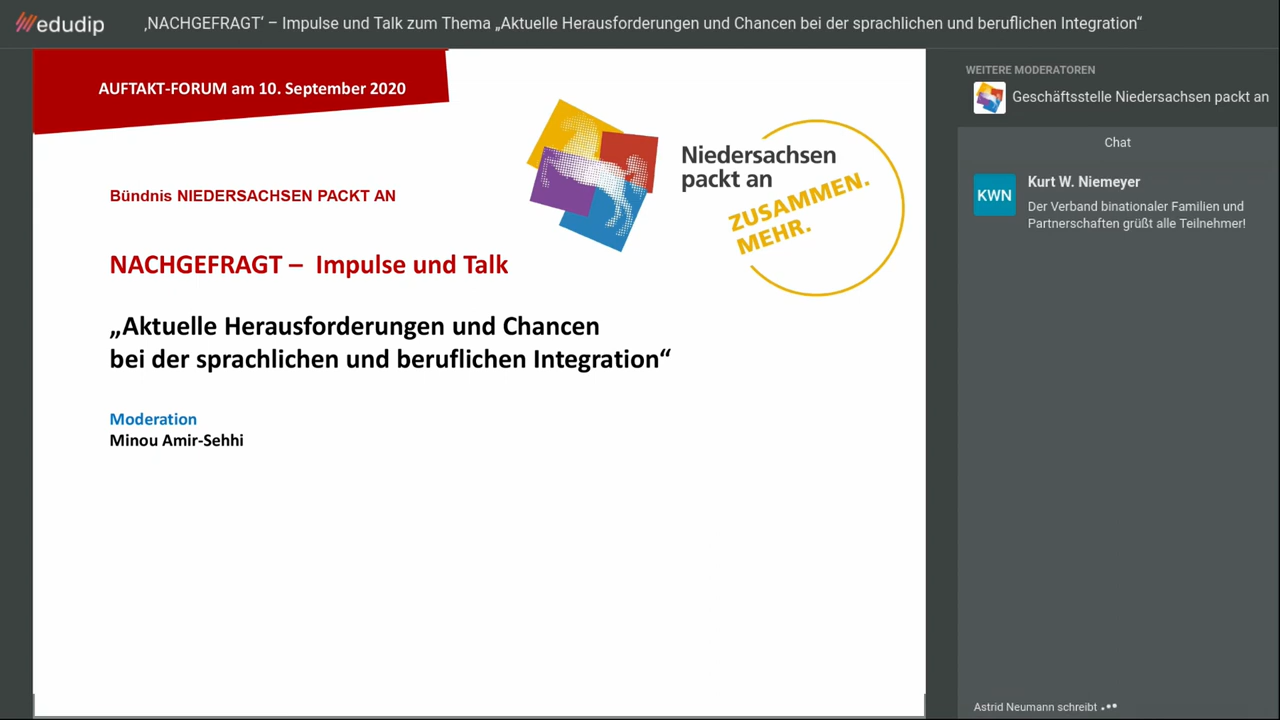 edudip
‚NACHGEFRAGT‘ – Impulse und Talk zum Thema „Aktuelle Herausforderungen und Chancen bei der sprachlichen und beruflichen Integration“
AUFTAKT-FORUM am 10. September 2020
Niedersachsen
packt an
ZUSAMMEN.
MEHR.
Bündnis NIEDERSACHSEN PACKT AN
NACHGEFRAGT – Impulse und Talk
„Aktuelle Herausforderungen und Chancen
bei der sprachlichen und beruflichen Integration“
Moderation
Minou Amir-Sehhi
WEITERE MODERATOREN
Geschäftsstelle Niedersachsen packt an
Chat
KWN
Kurt W. Niemeyer
Der Verband binationaler Familien und
Partnerschaften grüßt alle Teilnehmer!
Astrid Neumann schreibt